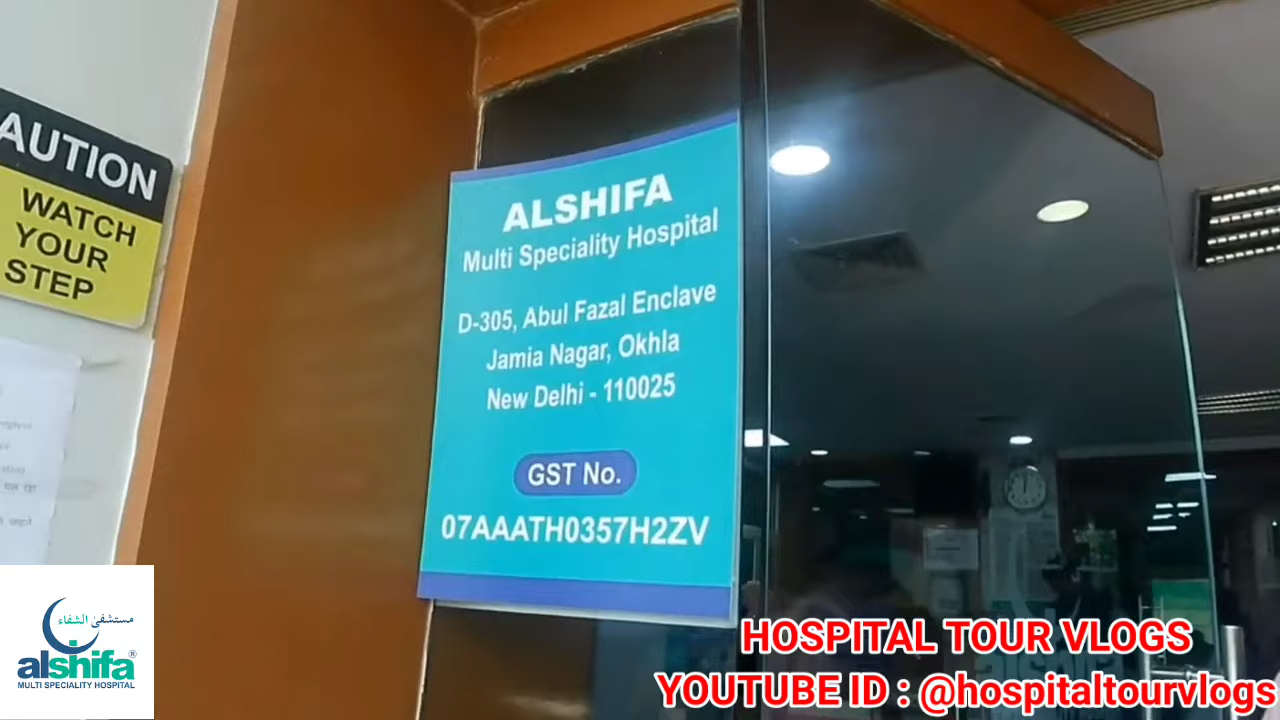 AUTION
WATCH
YOUR
STEP
ALSHIFA
Multi Speciality Hospital
D-305, Abul Fazal Enclave
Jamia Nagar, Okhla
New Delhi - 110025
GST No.
07AAATH0357H2ZV
مستشفى الشفاء
alshifa®
MULTI SPECIALITY HOSPITAL
HOSPITAL TOUR VLOGS
YOUTUBE ID : @hospitaltourvlogs